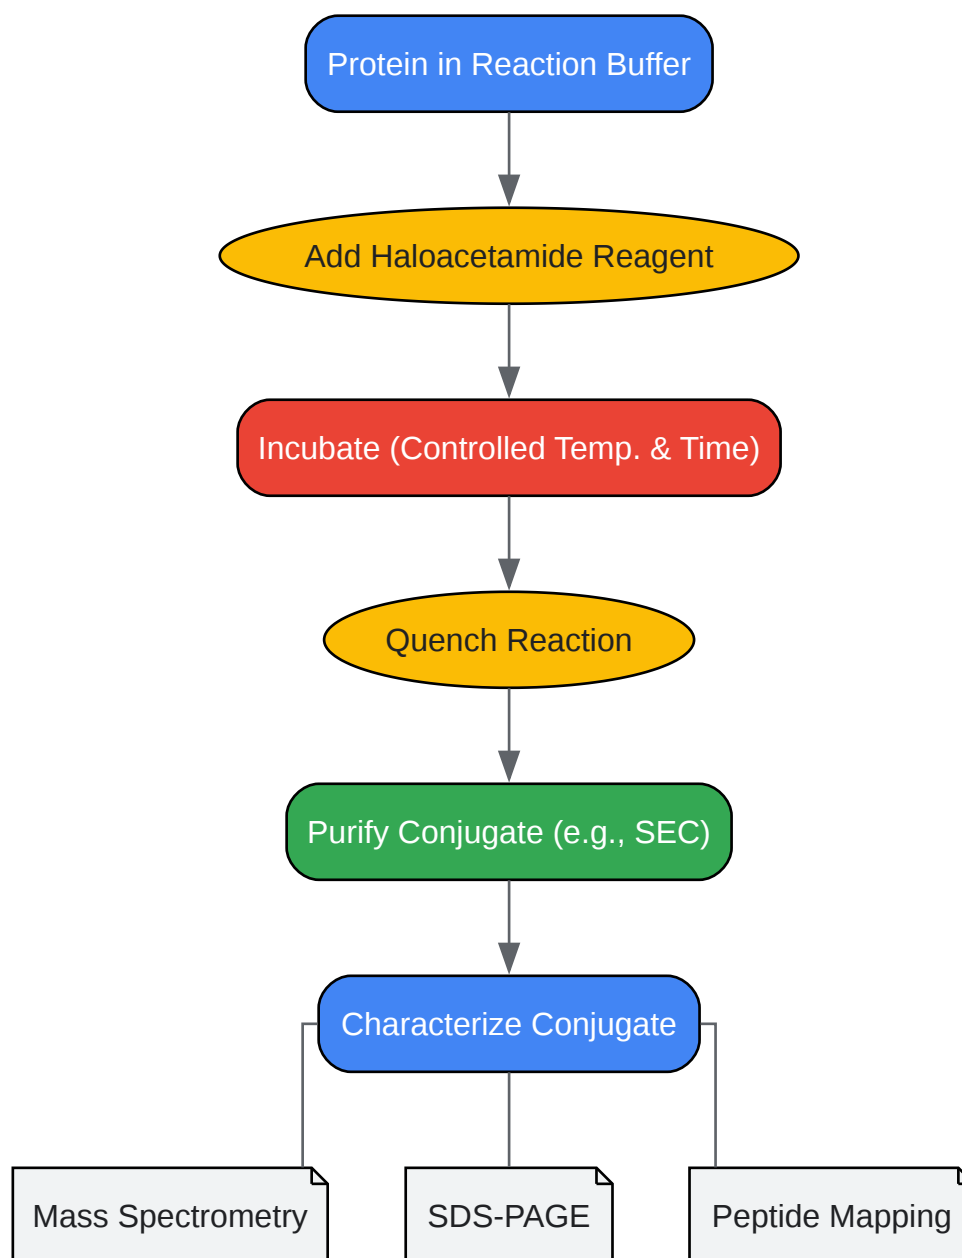 Protein in Reaction Buffer
Add Haloacetamide Reagent
Incubate (Controlled Temp. & Time)
Quench Reaction
Purify Conjugate (e.g., SEC)
Characterize Conjugate
Mass Spectrometry
SDS-PAGE
Peptide Mapping